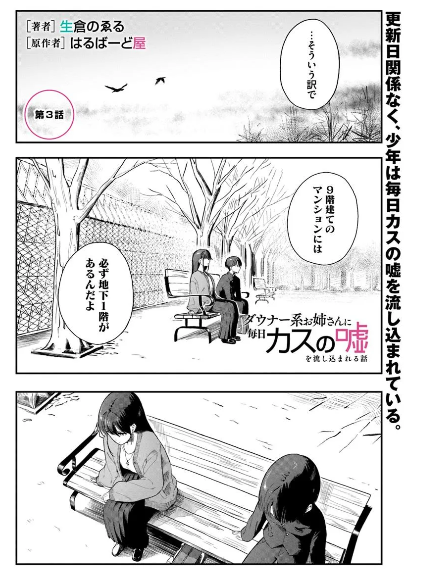 更新日関係なく、少年は毎日カスの嘘を流し込まれている。
[著者] 生倉のゑる
[原作者] はるばーど屋
第3話
…そういう訳で
9階建ての
マンションには
必ず地下1階が
あるんだよ
ダウナー系お姉さんに
毎日カスの嘘
を流し込まれる話